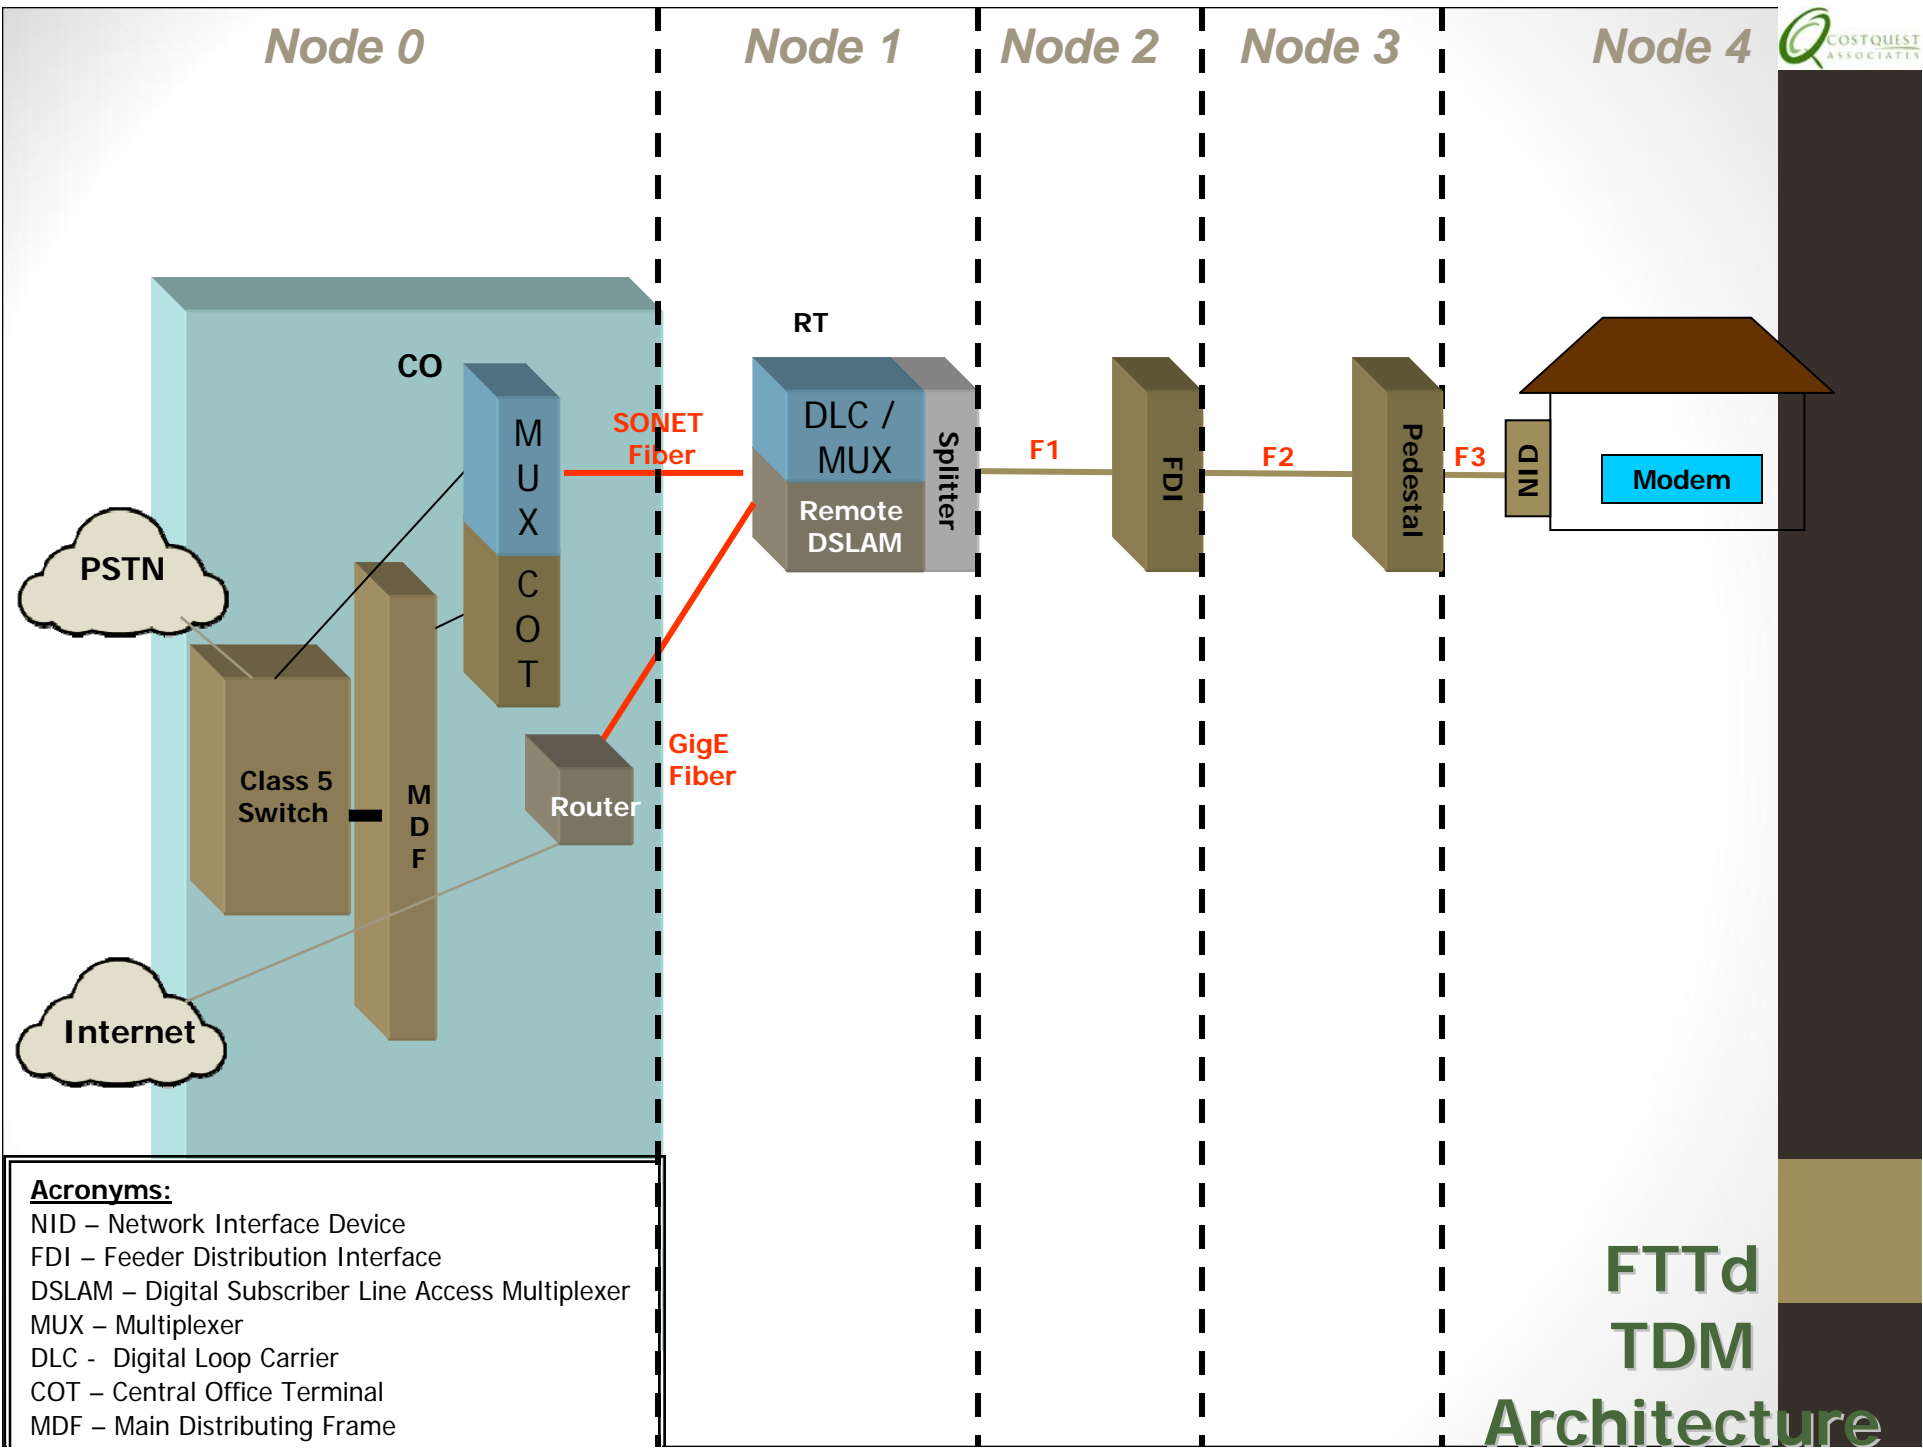 Node 0
Node 1
Node 2
Node 3
Node 4
COSTQUEST
ASSOCIATES
RT
CO
MUX
COT
SONET
Fiber
DLC /
MUX
Remote
DSLAM
Splitter
F1
FDI
F2
Pedestal
F3
NID
Modem
PSTN
Class 5
Switch
MDF
Router
GigE
Fiber
Internet
Acronyms:
NID – Network Interface Device
FDI – Feeder Distribution Interface
DSLAM – Digital Subscriber Line Access Multiplexer
MUX – Multiplexer
DLC - Digital Loop Carrier
COT – Central Office Terminal
MDF – Main Distributing Frame
FTTd
TDM
Architecture